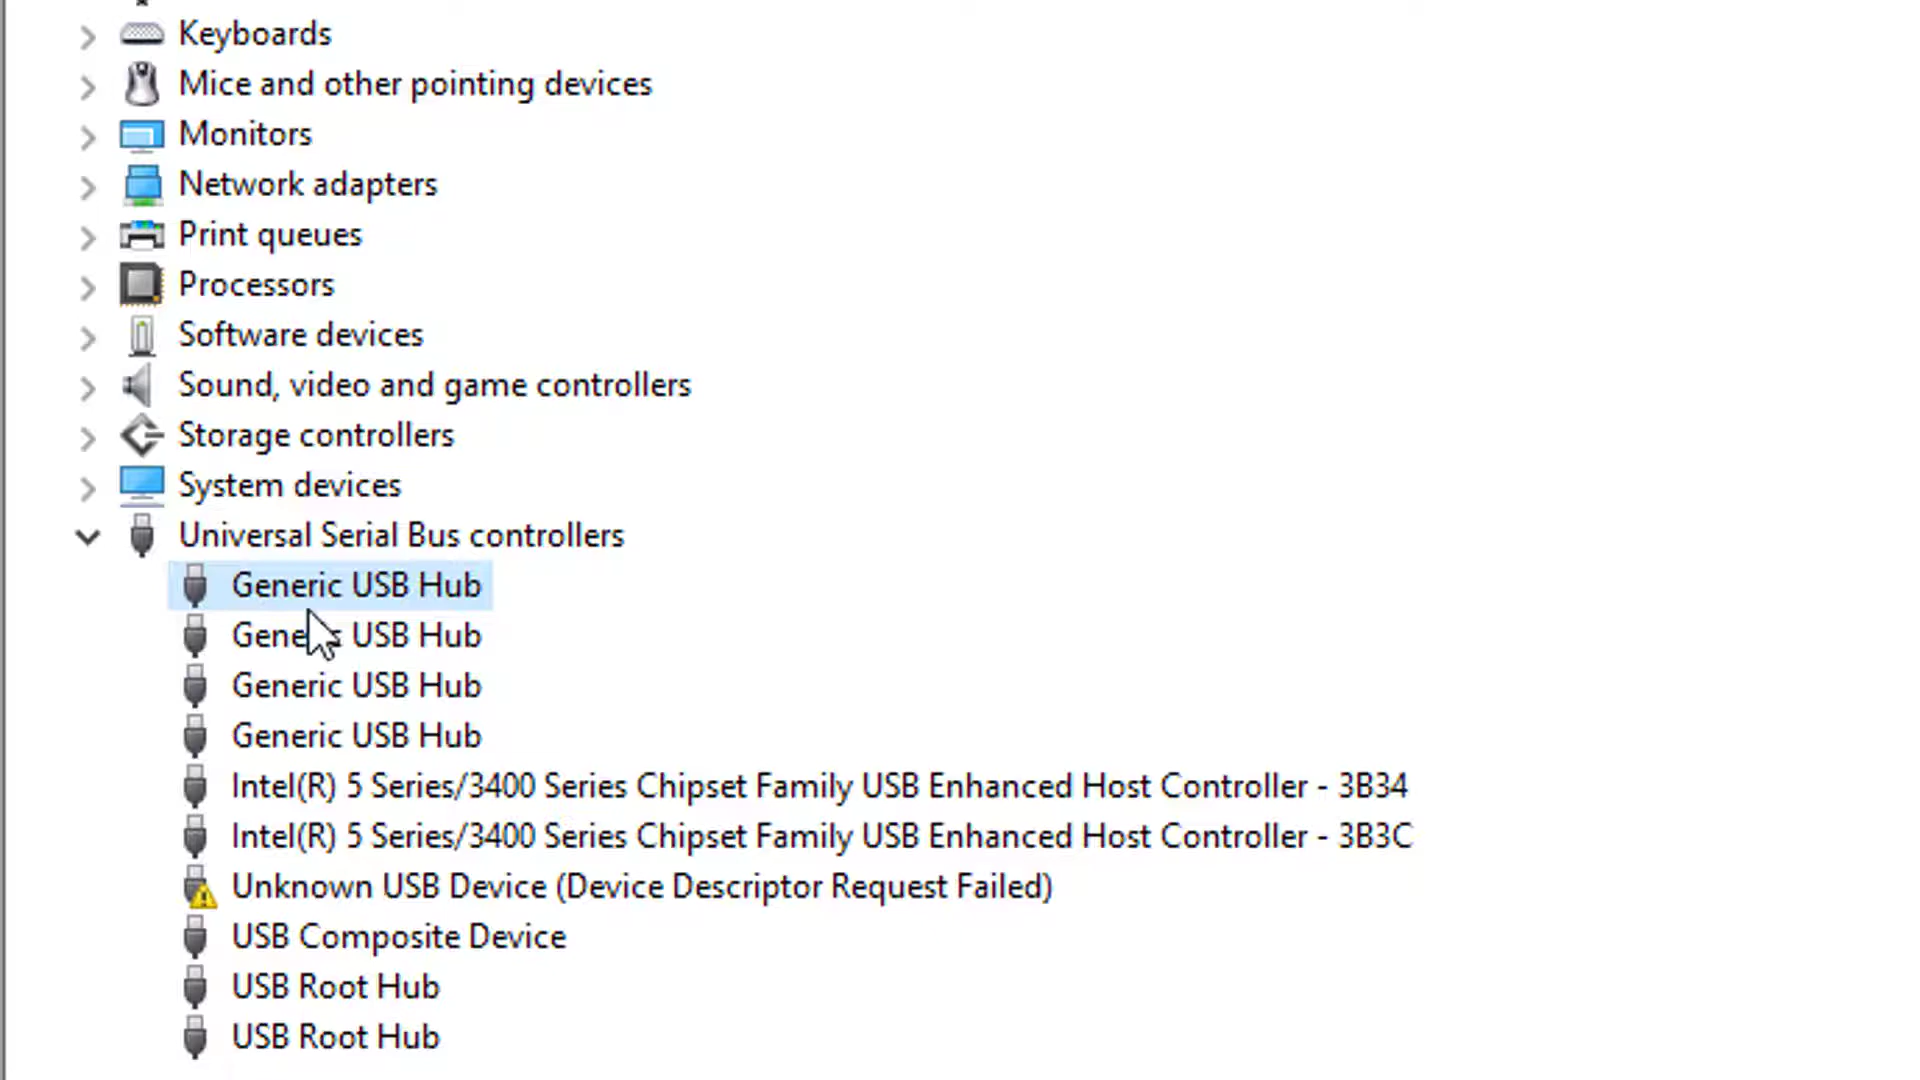 Keyboards
Mice and other pointing devices
Monitors
Network adapters
Print queues
Processors
Software devices
Sound, video and game controllers
Storage controllers
System devices
Universal Serial Bus controllers
Generic USB Hub
Generic USB Hub
Generic USB Hub
Generic USB Hub
Intel(R) 5 Series/3400 Series Chipset Family USB Enhanced Host Controller - 3B34
Intel(R) 5 Series/3400 Series Chipset Family USB Enhanced Host Controller - 3B3C
Unknown USB Device (Device Descriptor Request Failed)
USB Composite Device
USB Root Hub
USB Root Hub